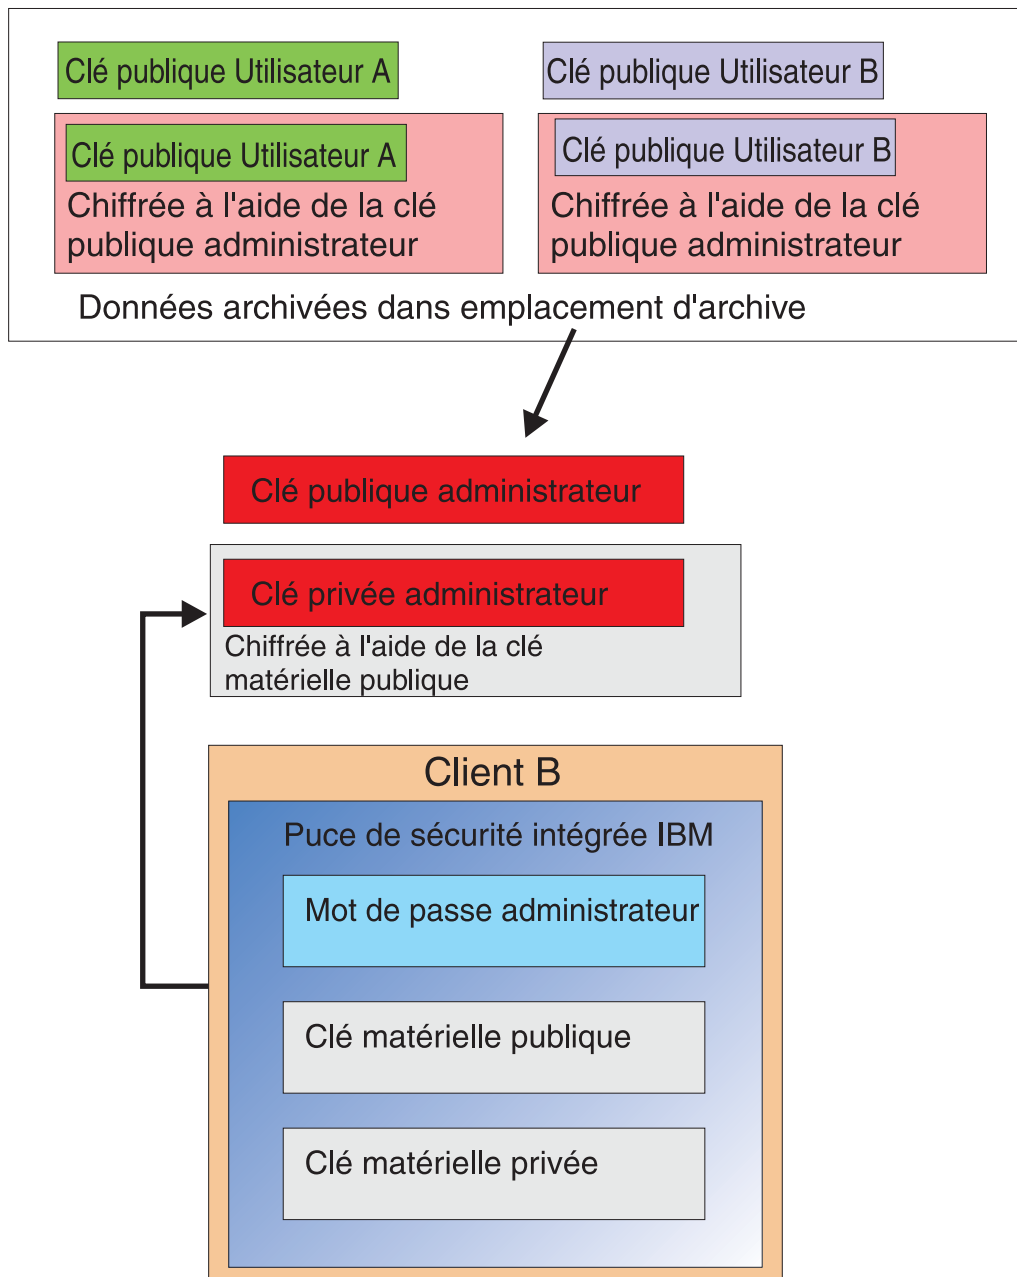 Clé publique Utilisateur A
Clé publique Utilisateur B
Clé publique Utilisateur A
Chiffrée à l'aide de la clé
publique administrateur
Clé publique Utilisateur B
Chiffrée à l'aide de la clé
publique administrateur
Données archivées dans emplacement d'archive
Clé publique administrateur
Clé privée administrateur
Chiffrée à l'aide de la clé
matérielle publique
Client B
Puce de sécurité intégrée IBM
Mot de passe administrateur
Clé matérielle publique
Clé matérielle privée